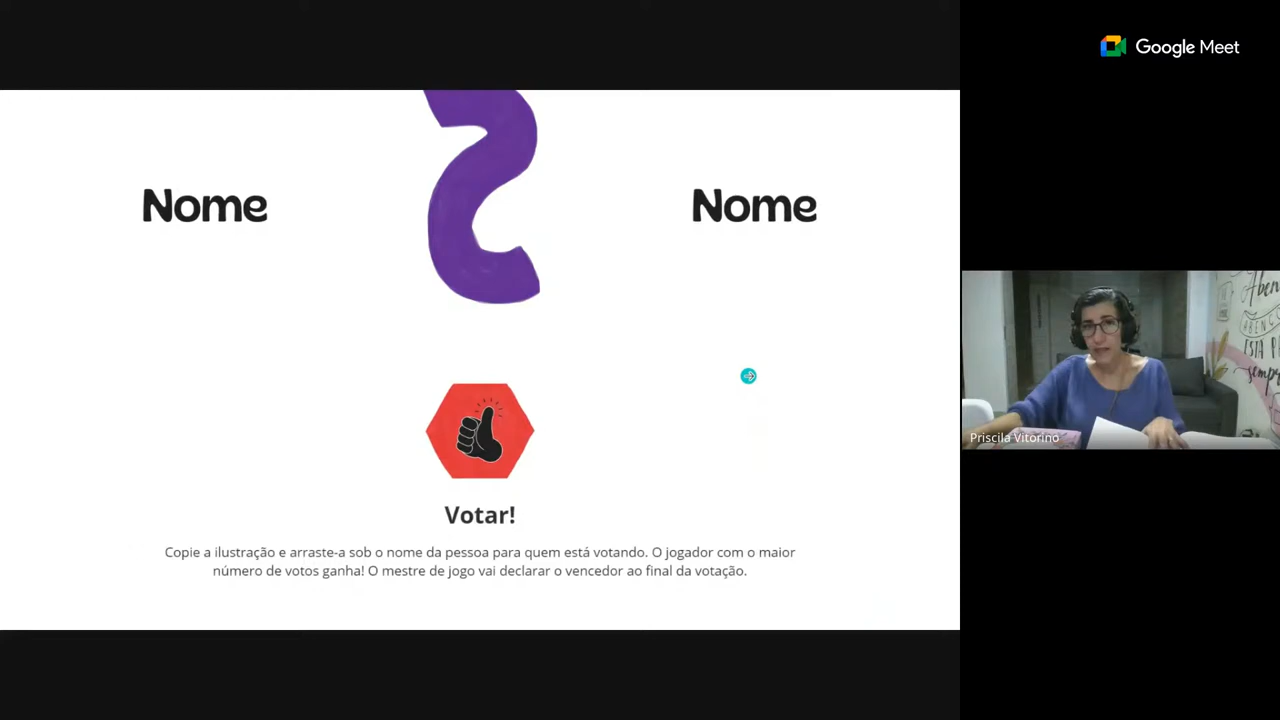 Google Meet
Nome
Nome
Votar!
Copie a ilustração e arraste-a sob o nome da pessoa para quem está votando. O jogador com o maior
número de votos ganha! O mestre de jogo vai declarar o vencedor ao final da votação.
Priscila Vitorino
sempre